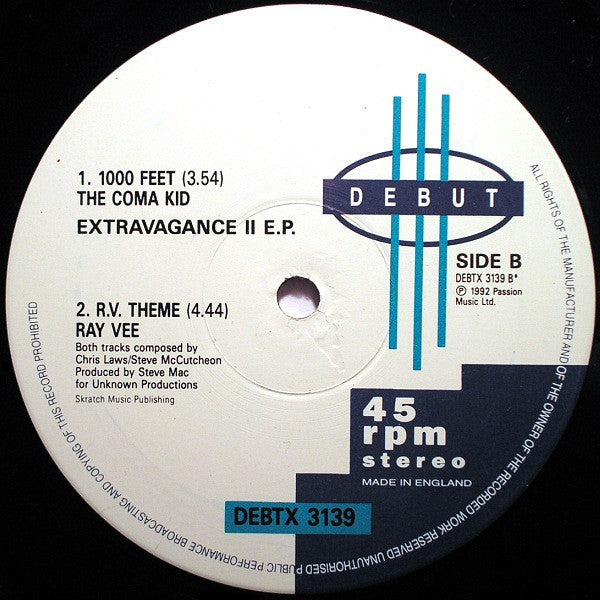 1. 1000 FEET (3.54)
THE COMA KID
EXTRAVAGANCE II E.P.
2. R.V. THEME (4.44)
RAY VEE
Both tracks composed by
Chris Laws/Steve McCutcheon
Produced by Steve Mac
for Unknown Productions
Skratch Music Publishing
DEBUT
SIDE B
DEBTX 3139 B*
℗ 1992 Passion
Music Ltd.
45
rpm
stereo
MADE IN ENGLAND
DEBTX 3139
ALL RIGHTS OF THE MANUFACTURER AND OF THE OWNER OF THE RECORDED WORK RESERVED UNAUTHORISED PUBLIC PERFORMANCE BROADCASTING AND COPYING OF THIS RECORD PROHIBITED